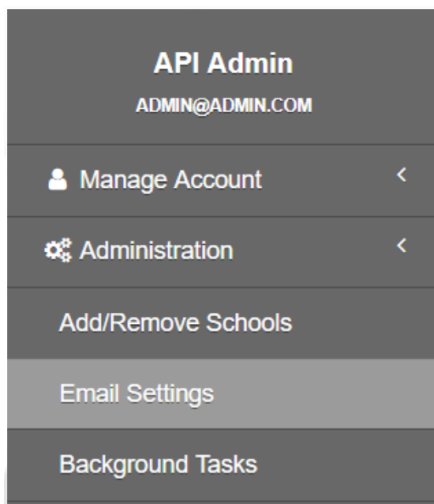 API Admin
ADMIN@ADMIN.COM
Manage Account
Administration
Add/Remove Schools
Email Settings
Background Tasks